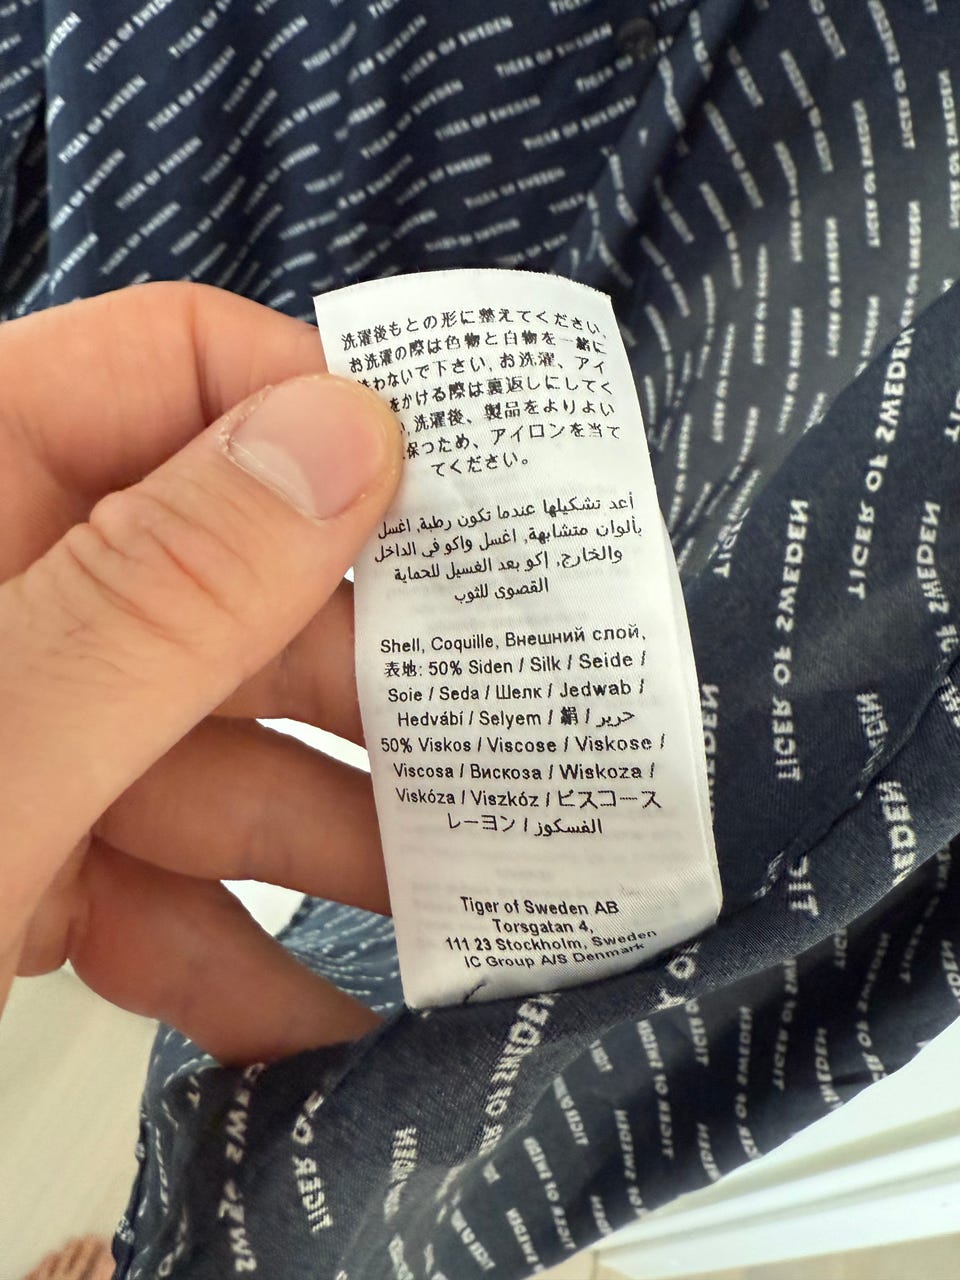 洗濯後もとの形に整えてください、
お洗濯の際は色物と白物を一緒に
洗わないで下さい, お洗濯、アイ
をかける際は裏返しにしてく
い, 洗濯後、製品をよりよい
保つため、アイロンを当て
てください。
أعد تشكيلها عندما تكون رطبة, اغسل
بألوان متشابهة, اغسل واكو في الداخل
والخارج, إكو بعد الغسيل للحماية
القصوى للثوب
Shell, Coquille, Внешний слой,
表地: 50% Siden / Silk / Seide /
Soie / Seda / Шелк / Jedwab /
Hedvábí / Selyem / 絹 / حرير
50% Viskos / Viscose / Viskose /
Viscosa / Вискоза / Wiskoza /
Viskóza / Viszkóz / ビスコース
レーヨン / الفسكوز
Tiger of Sweden AB
Torsgatan 4,
111 23 Stockholm, Sweden
IC Group A/S Denmark
TIGER OF SWEDEN